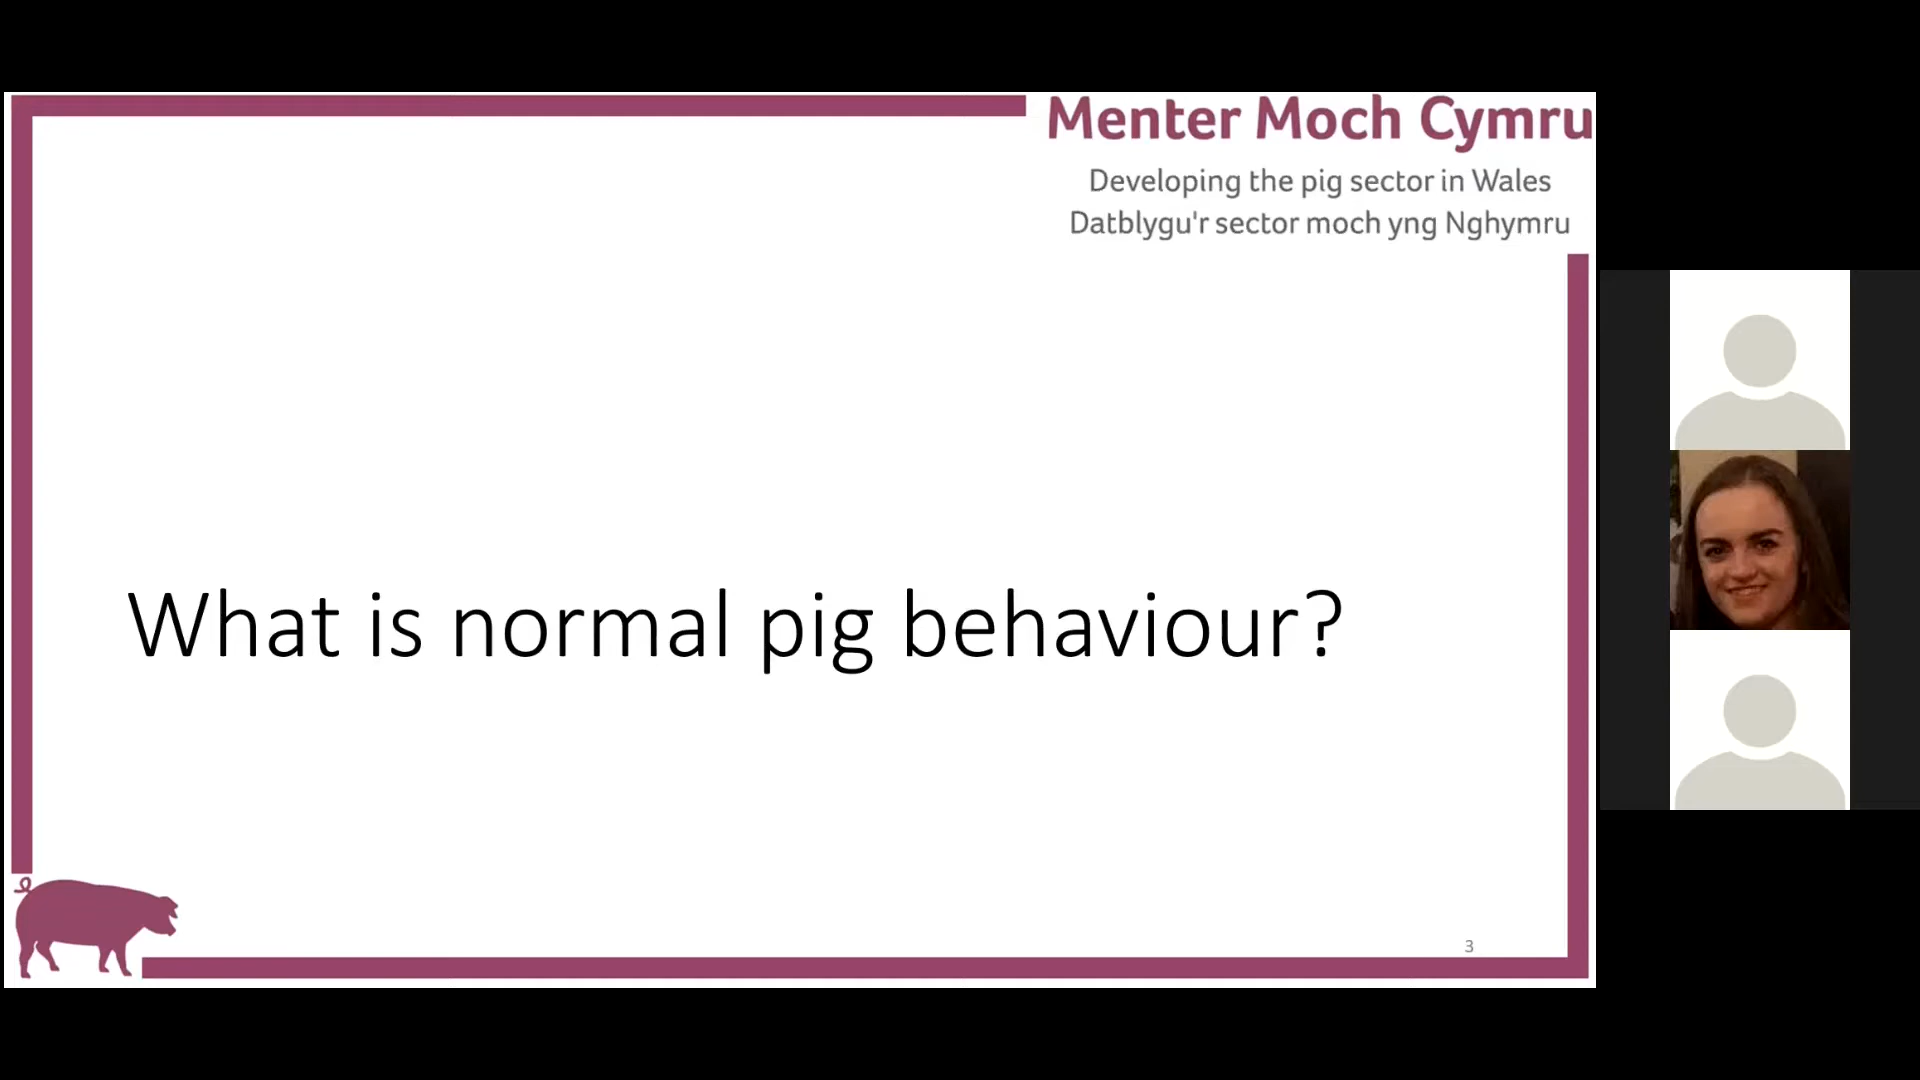 Menter Moch Cymru
Developing the pig sector in Wales
Datblygu'r sector moch yng Nghymru
What is normal pig behaviour?
3